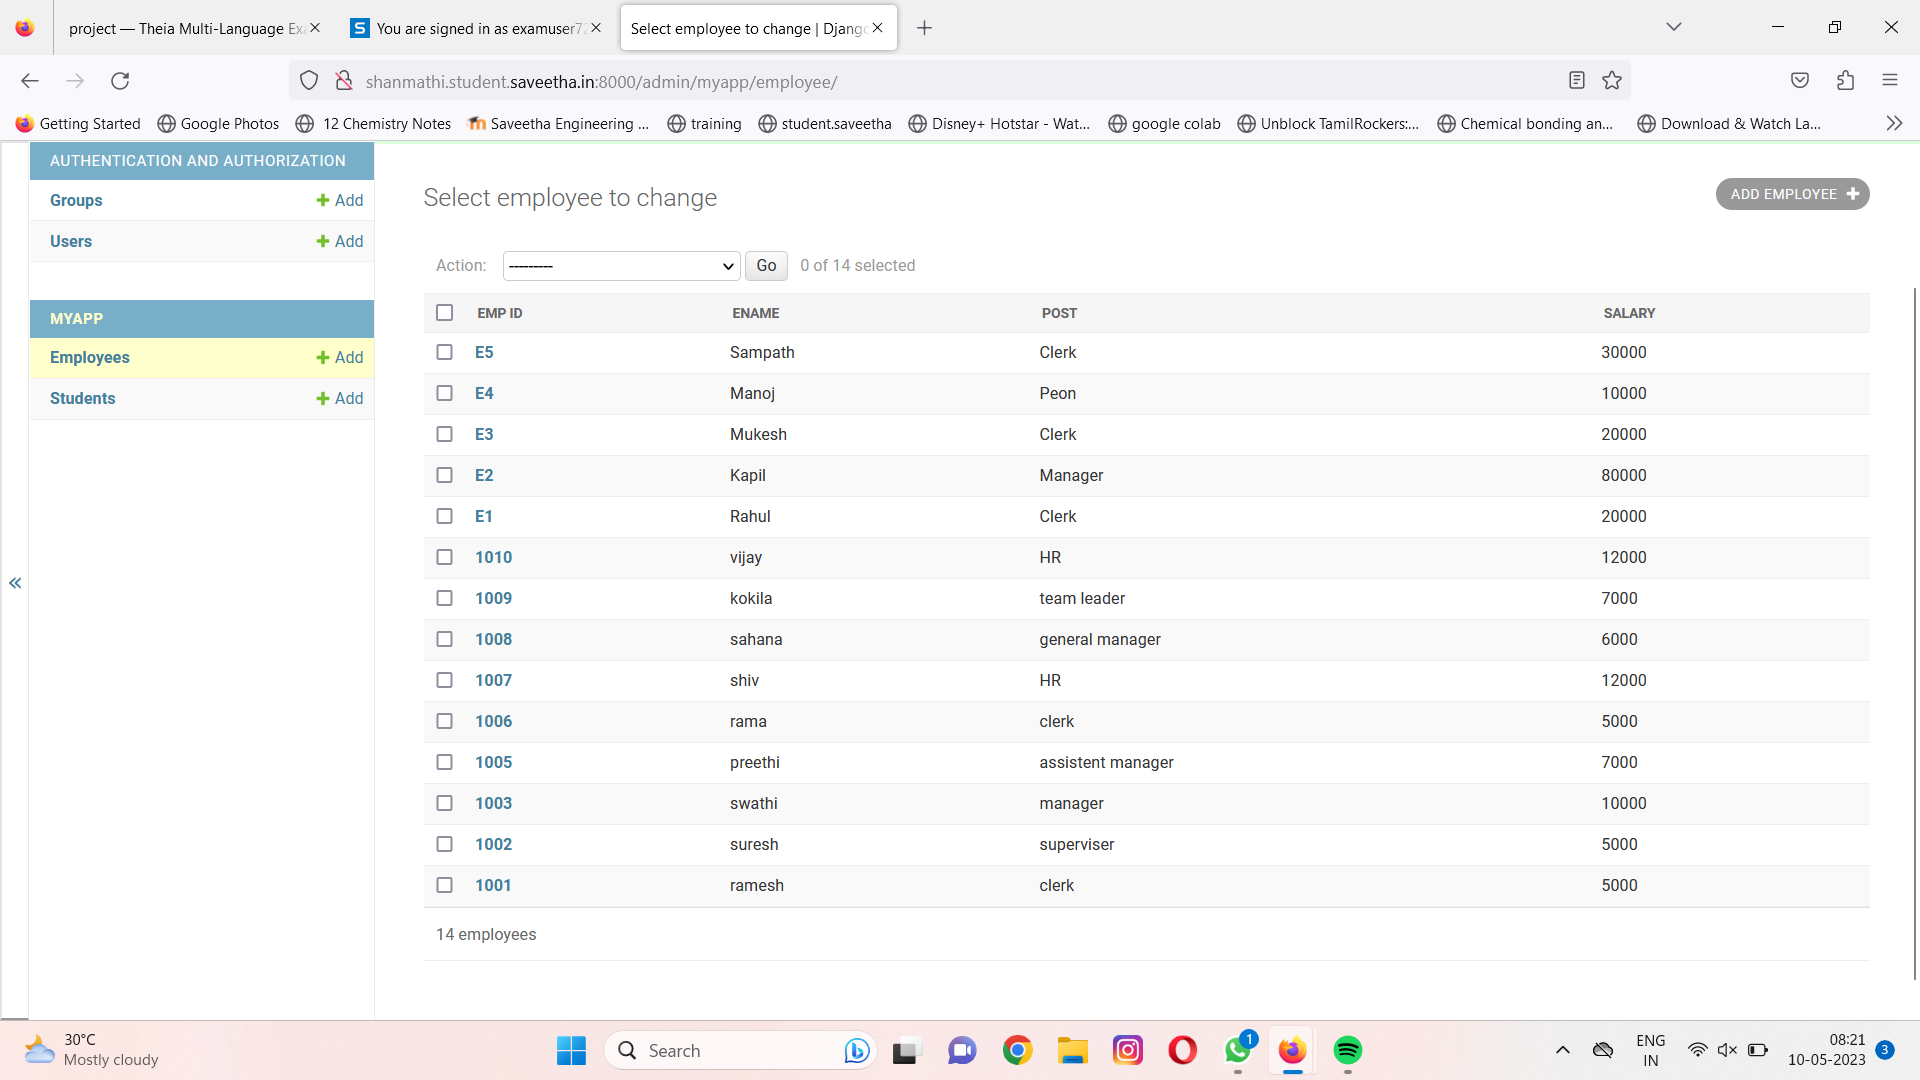 project — Theia Multi-Language Exa
You are signed in as examuser72
Select employee to change | Django
shanmathi.student.saveetha.in:8000/admin/myapp/employee/
Getting Started Google Photos 12 Chemistry Notes Saveetha Engineering ... training student.saveetha Disney+ Hotstar - Wat... google colab Unblock TamilRockers:... Chemical bonding an... Download & Watch La...
AUTHENTICATION AND AUTHORIZATION
Groups + Add
Users + Add
MYAPP
Employees + Add
Students + Add
«
Select employee to change
ADD EMPLOYEE +
Action: --------- Go 0 of 14 selected
EMP ID ENAME POST SALARY
E5 Sampath Clerk 30000
E4 Manoj Peon 10000
E3 Mukesh Clerk 20000
E2 Kapil Manager 80000
E1 Rahul Clerk 20000
1010 vijay HR 12000
1009 kokila team leader 7000
1008 sahana general manager 6000
1007 shiv HR 12000
1006 rama clerk 5000
1005 preethi assistent manager 7000
1003 swathi manager 10000
1002 suresh superviser 5000
1001 ramesh clerk 5000
14 employees
30°C
Mostly cloudy
Search
1
ENG
IN
08:21
10-05-2023
3